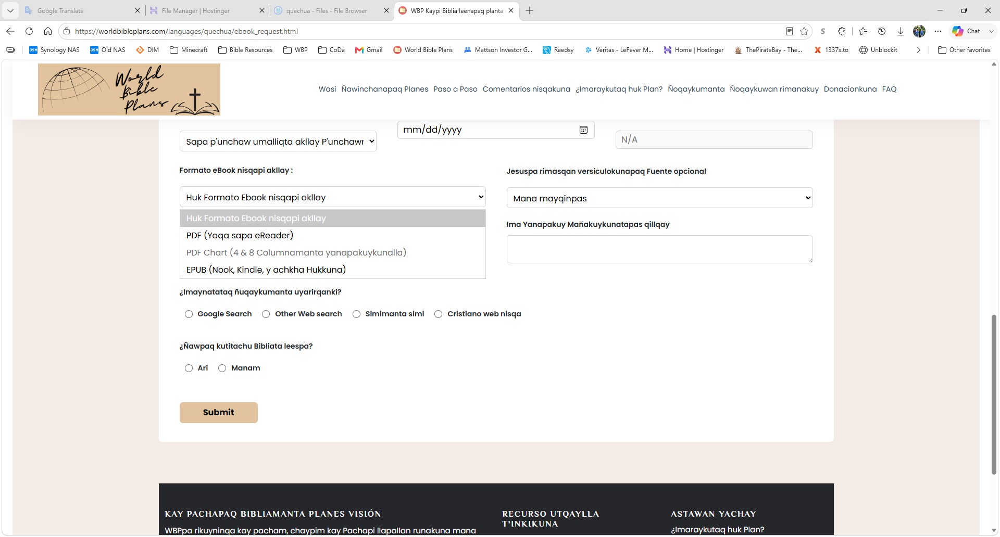 Google Translate
File Manager | Hostinger
quechua - Files - File Browser
WBP Kaypi Biblia leenapaq planta
https://worldbibleplans.com/languages/quechua/ebook_request.html
Chat
Synology NAS
Old NAS
DIM
Minecraft
Bible Resources
WBP
CoDa
Gmail
World Bible Plans
Mattson Investor G...
Reedsy
Veritas - LeFever M...
Home | Hostinger
ThePirateBay - The...
1337x.to
Unblockit
Other favorites
World
Bible
Plans
Wasi
Ñawinchanapaq Planes
Paso a Paso
Comentarios nisqakuna
¿Imaraykutaq huk Plan?
Ñoqaykumanta
Ñoqaykuwan rimanakuy
Donacionkuna
FAQ
Sapa p'unchaw umalliqta akllay P'unchawr
mm/dd/yyyy
N/A
Formato eBook nisqapi akllay :
Jesuspa rimasqan versiculokunapaq Fuente opcional
Huk Formato Ebook nisqapi akllay
Mana mayqinpas
Huk Formato Ebook nisqapi akllay
PDF (Yaqa sapa eReader)
PDF Chart (4 & 8 Columnamanta yanapakuykunalla)
EPUB (Nook, Kindle, y achkha Hukkuna)
Ima Yanapakuy Mañakuykunatapas qillqay
¿Imaynatataq ñuqaykumanta uyarirqanki?
Google Search
Other Web search
Simimanta simi
Cristiano web nisqa
¿Ñawpaq kutitachu Bibliata leespa?
Arí
Manam
Submit
KAY PACHAPAQ BIBLIAMANTA PLANES VISIÓN
WBPpa rikuyninqa kay pacham, chaypim kay Pachapi llapallan runakuna mana
RECURSO UTQAYLLA
T'INKIKUNA
ASTAWAN YACHAY
¿Imaraykutaq huk Plan?